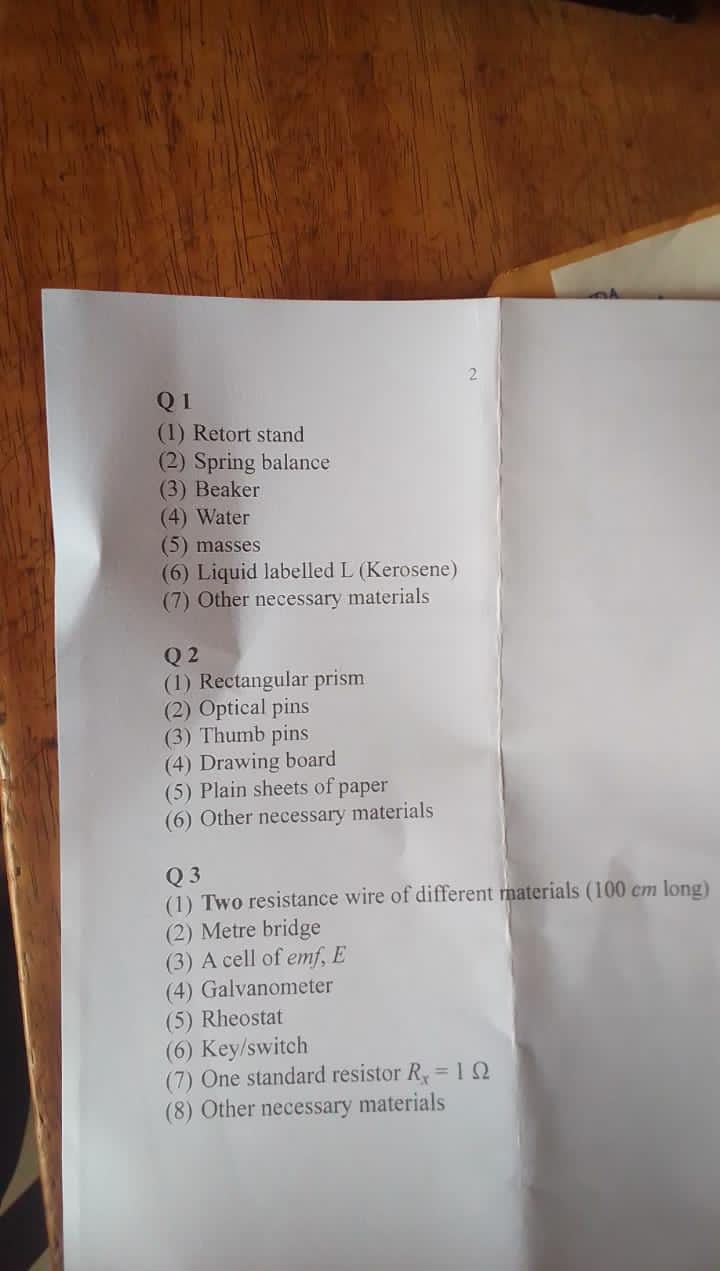 2
Q 1
(1) Retort stand
(2) Spring balance
(3) Beaker
(4) Water
(5) masses
(6) Liquid labelled L (Kerosene)
(7) Other necessary materials
Q 2
(1) Rectangular prism
(2) Optical pins
(3) Thumb pins
(4) Drawing board
(5) Plain sheets of paper
(6) Other necessary materials
Q 3
(1) Two resistance wire of different materials (100 cm long)
(2) Metre bridge
(3) A cell of emf, E
(4) Galvanometer
(5) Rheostat
(6) Key/switch
(7) One standard resistor Rₓ = 1 Ω
(8) Other necessary materials